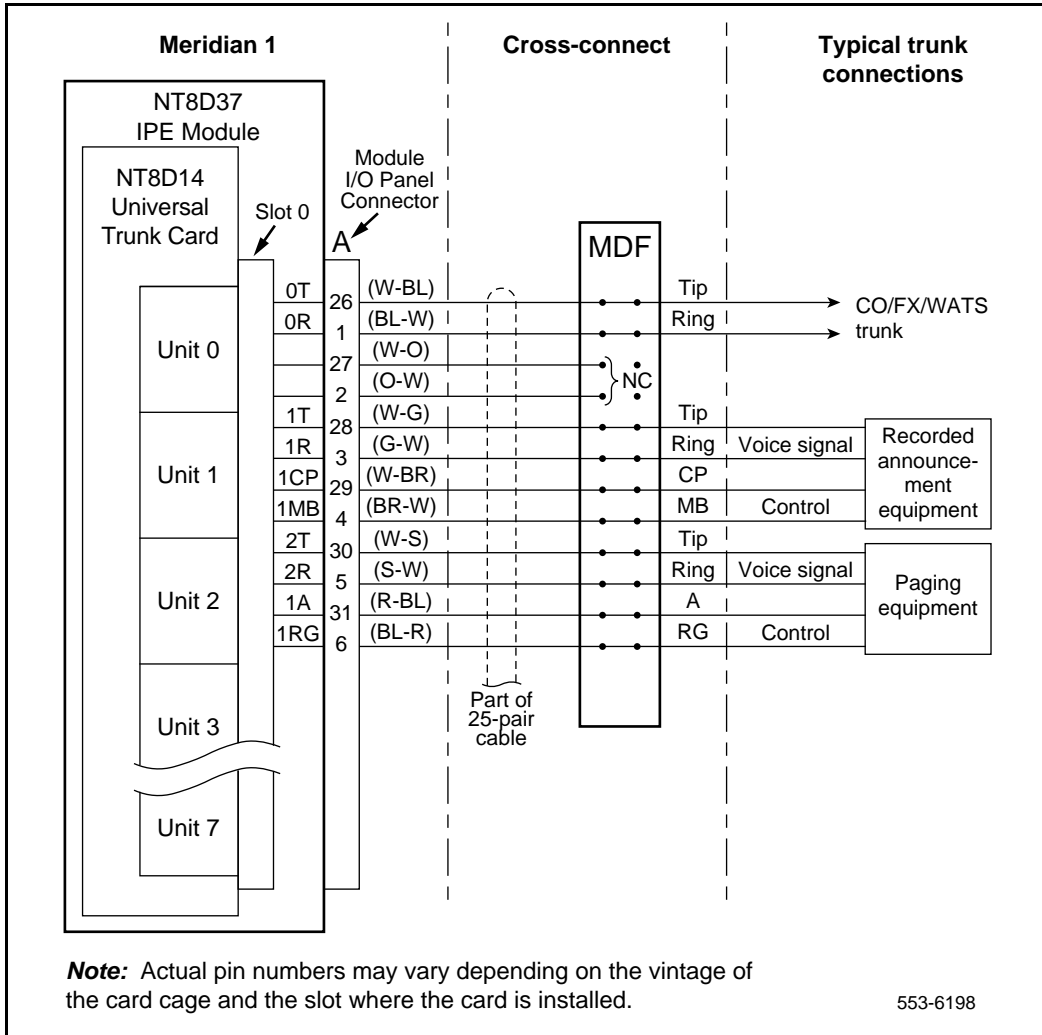 Meridian 1
Cross-connect
Typical trunk
connections
NT8D37
IPE Module
NT8D14
Universal
Trunk Card
Slot 0
Module
I/O Panel
Connector
A
MDF
Unit 0
Unit 1
Unit 2
Unit 3
Unit 7
0T 26 (W-BL) Tip
0R 1 (BL-W) Ring
CO/FX/WATS
trunk
27 (W-O)
2 (O-W)
NC
1T 28 (W-G) Tip
1R 3 (G-W) Ring Voice signal
1CP 29 (W-BR) CP
1MB 4 (BR-W) MB Control
Recorded
announce-
ment
equipment
2T 30 (W-S) Tip
2R 5 (S-W) Ring Voice signal
1A 31 (R-BL) A
1RG 6 (BL-R) RG Control
Paging
equipment
Part of
25-pair
cable
Note: Actual pin numbers may vary depending on the vintage of
the card cage and the slot where the card is installed.
553-6198